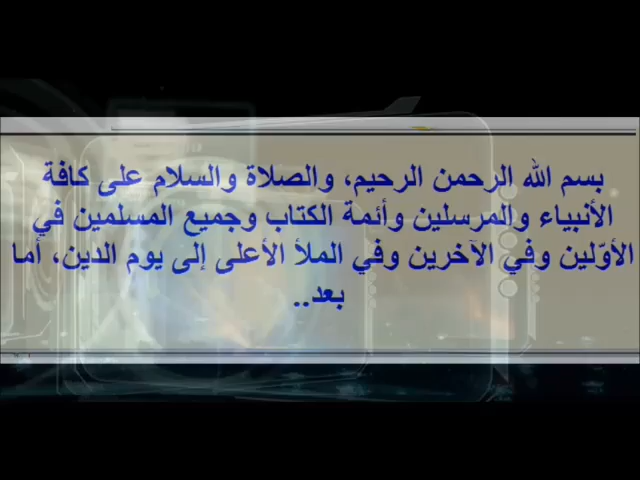 بسم الله الرحمن الرحيم، والصلاة والسلام على كافة
الأنبياء والمرسلين وأئمة الكتاب وجميع المسلمين في
الأوّلين وفي الآخرين وفي الملأ الأعلى إلى يوم الدين، أما
بعد..